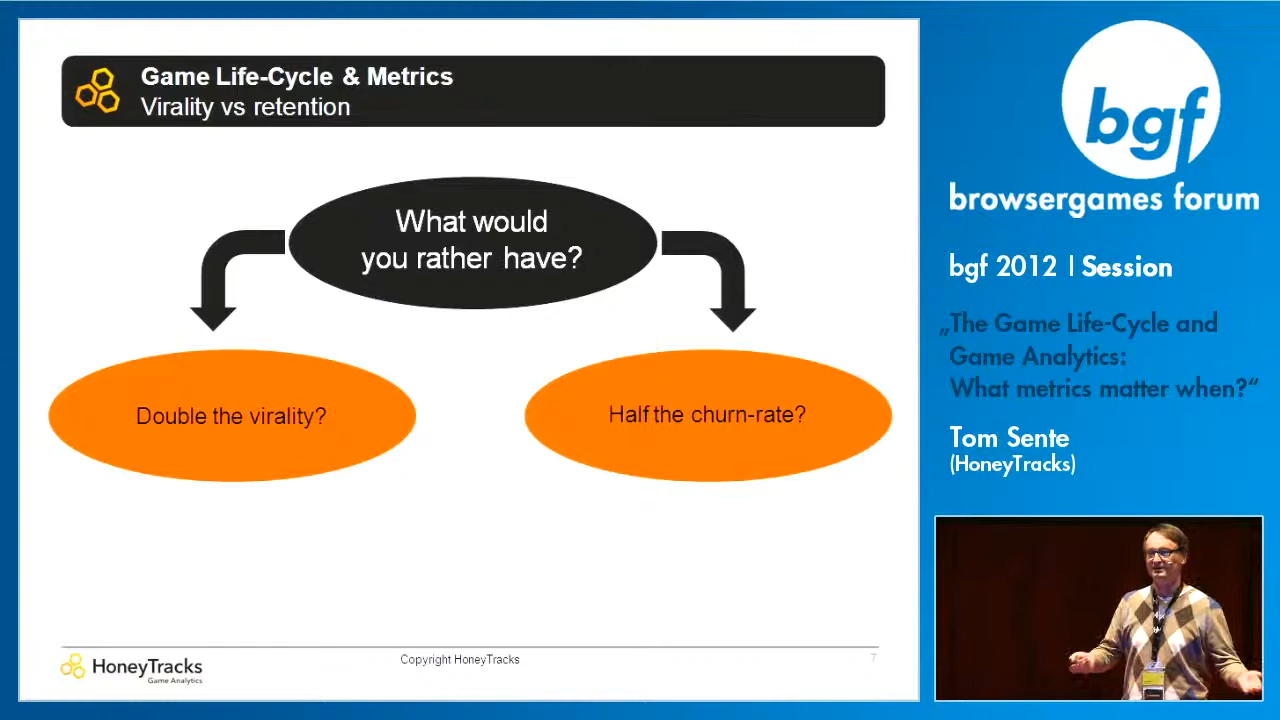 Game Life-Cycle & Metrics
Virality vs retention
What would
you rather have?
Double the virality?
Half the churn-rate?
HoneyTracks
Game Analytics
Copyright HoneyTracks
7
bgf
browsergames forum
bgf 2012 | Session
„The Game Life-Cycle and
Game Analytics:
What metrics matter when?“
Tom Sente
(HoneyTracks)